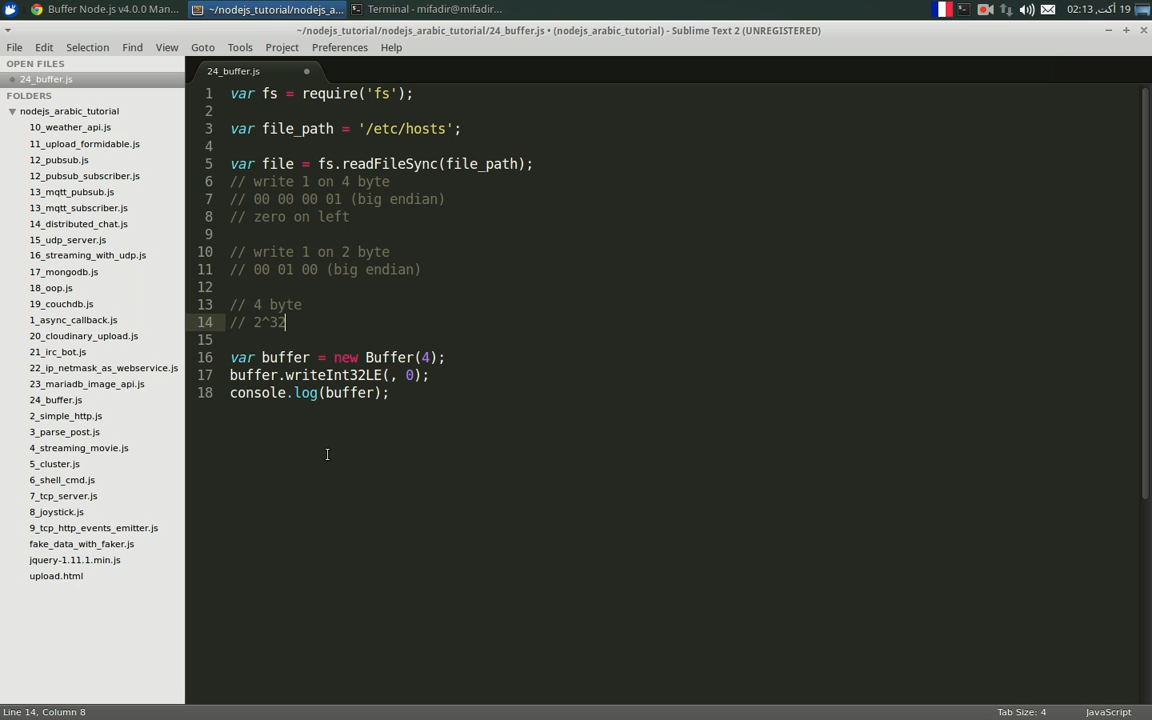 Buffer Node.js v4.0.0 Man...
~/nodejs_tutorial/nodejs_a...
Terminal - mifadir@mifadir...
19 أكت, 02:13
~/nodejs_tutorial/nodejs_arabic_tutorial/24_buffer.js • (nodejs_arabic_tutorial) - Sublime Text 2 (UNREGISTERED)
File Edit Selection Find View Goto Tools Project Preferences Help
OPEN FILES
24_buffer.js
FOLDERS
nodejs_arabic_tutorial
10_weather_api.js
11_upload_formidable.js
12_pubsub.js
12_pubsub_subscriber.js
13_mqtt_pubsub.js
13_mqtt_subscriber.js
14_distributed_chat.js
15_udp_server.js
16_streaming_with_udp.js
17_mongodb.js
18_oop.js
19_couchdb.js
1_async_callback.js
20_cloudinary_upload.js
21_irc_bot.js
22_ip_netmask_as_webservice.js
23_mariadb_image_api.js
24_buffer.js
2_simple_http.js
3_parse_post.js
4_streaming_movie.js
5_cluster.js
6_shell_cmd.js
7_tcp_server.js
8_joystick.js
9_tcp_http_events_emitter.js
fake_data_with_faker.js
jquery-1.11.1.min.js
upload.html
24_buffer.js
1 var fs = require('fs');
2
3 var file_path = '/etc/hosts';
4
5 var file = fs.readFileSync(file_path);
6 // write 1 on 4 byte
7 // 00 00 00 01 (big endian)
8 // zero on left
9
10 // write 1 on 2 byte
11 // 00 01 00 (big endian)
12
13 // 4 byte
14 // 2^32
15
16 var buffer = new Buffer(4);
17 buffer.writeInt32LE(, 0);
18 console.log(buffer);
Line 14, Column 8
Tab Size: 4
JavaScript